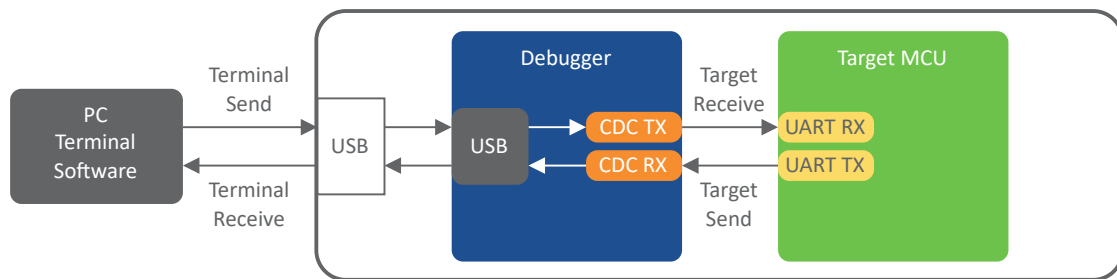 PC
Terminal
Software
Terminal
Send
Terminal
Receive
USB
Debugger
USB
CDC TX
CDC RX
Target
Receive
Target
Send
Target MCU
UART RX
UART TX